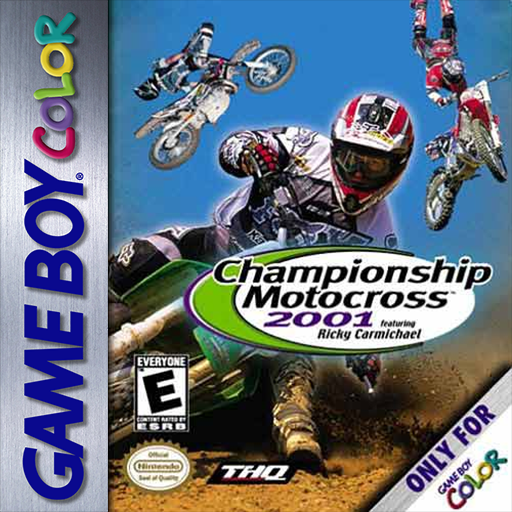 GAME BOY COLOR
Championship
Motocross™
2001 featuring
Ricky Carmichael
EVERYONE
E
CONTENT RATED BY
ESRB
Official
Nintendo
Seal of Quality
THQ
ONLY FOR
GAME BOY
COLOR